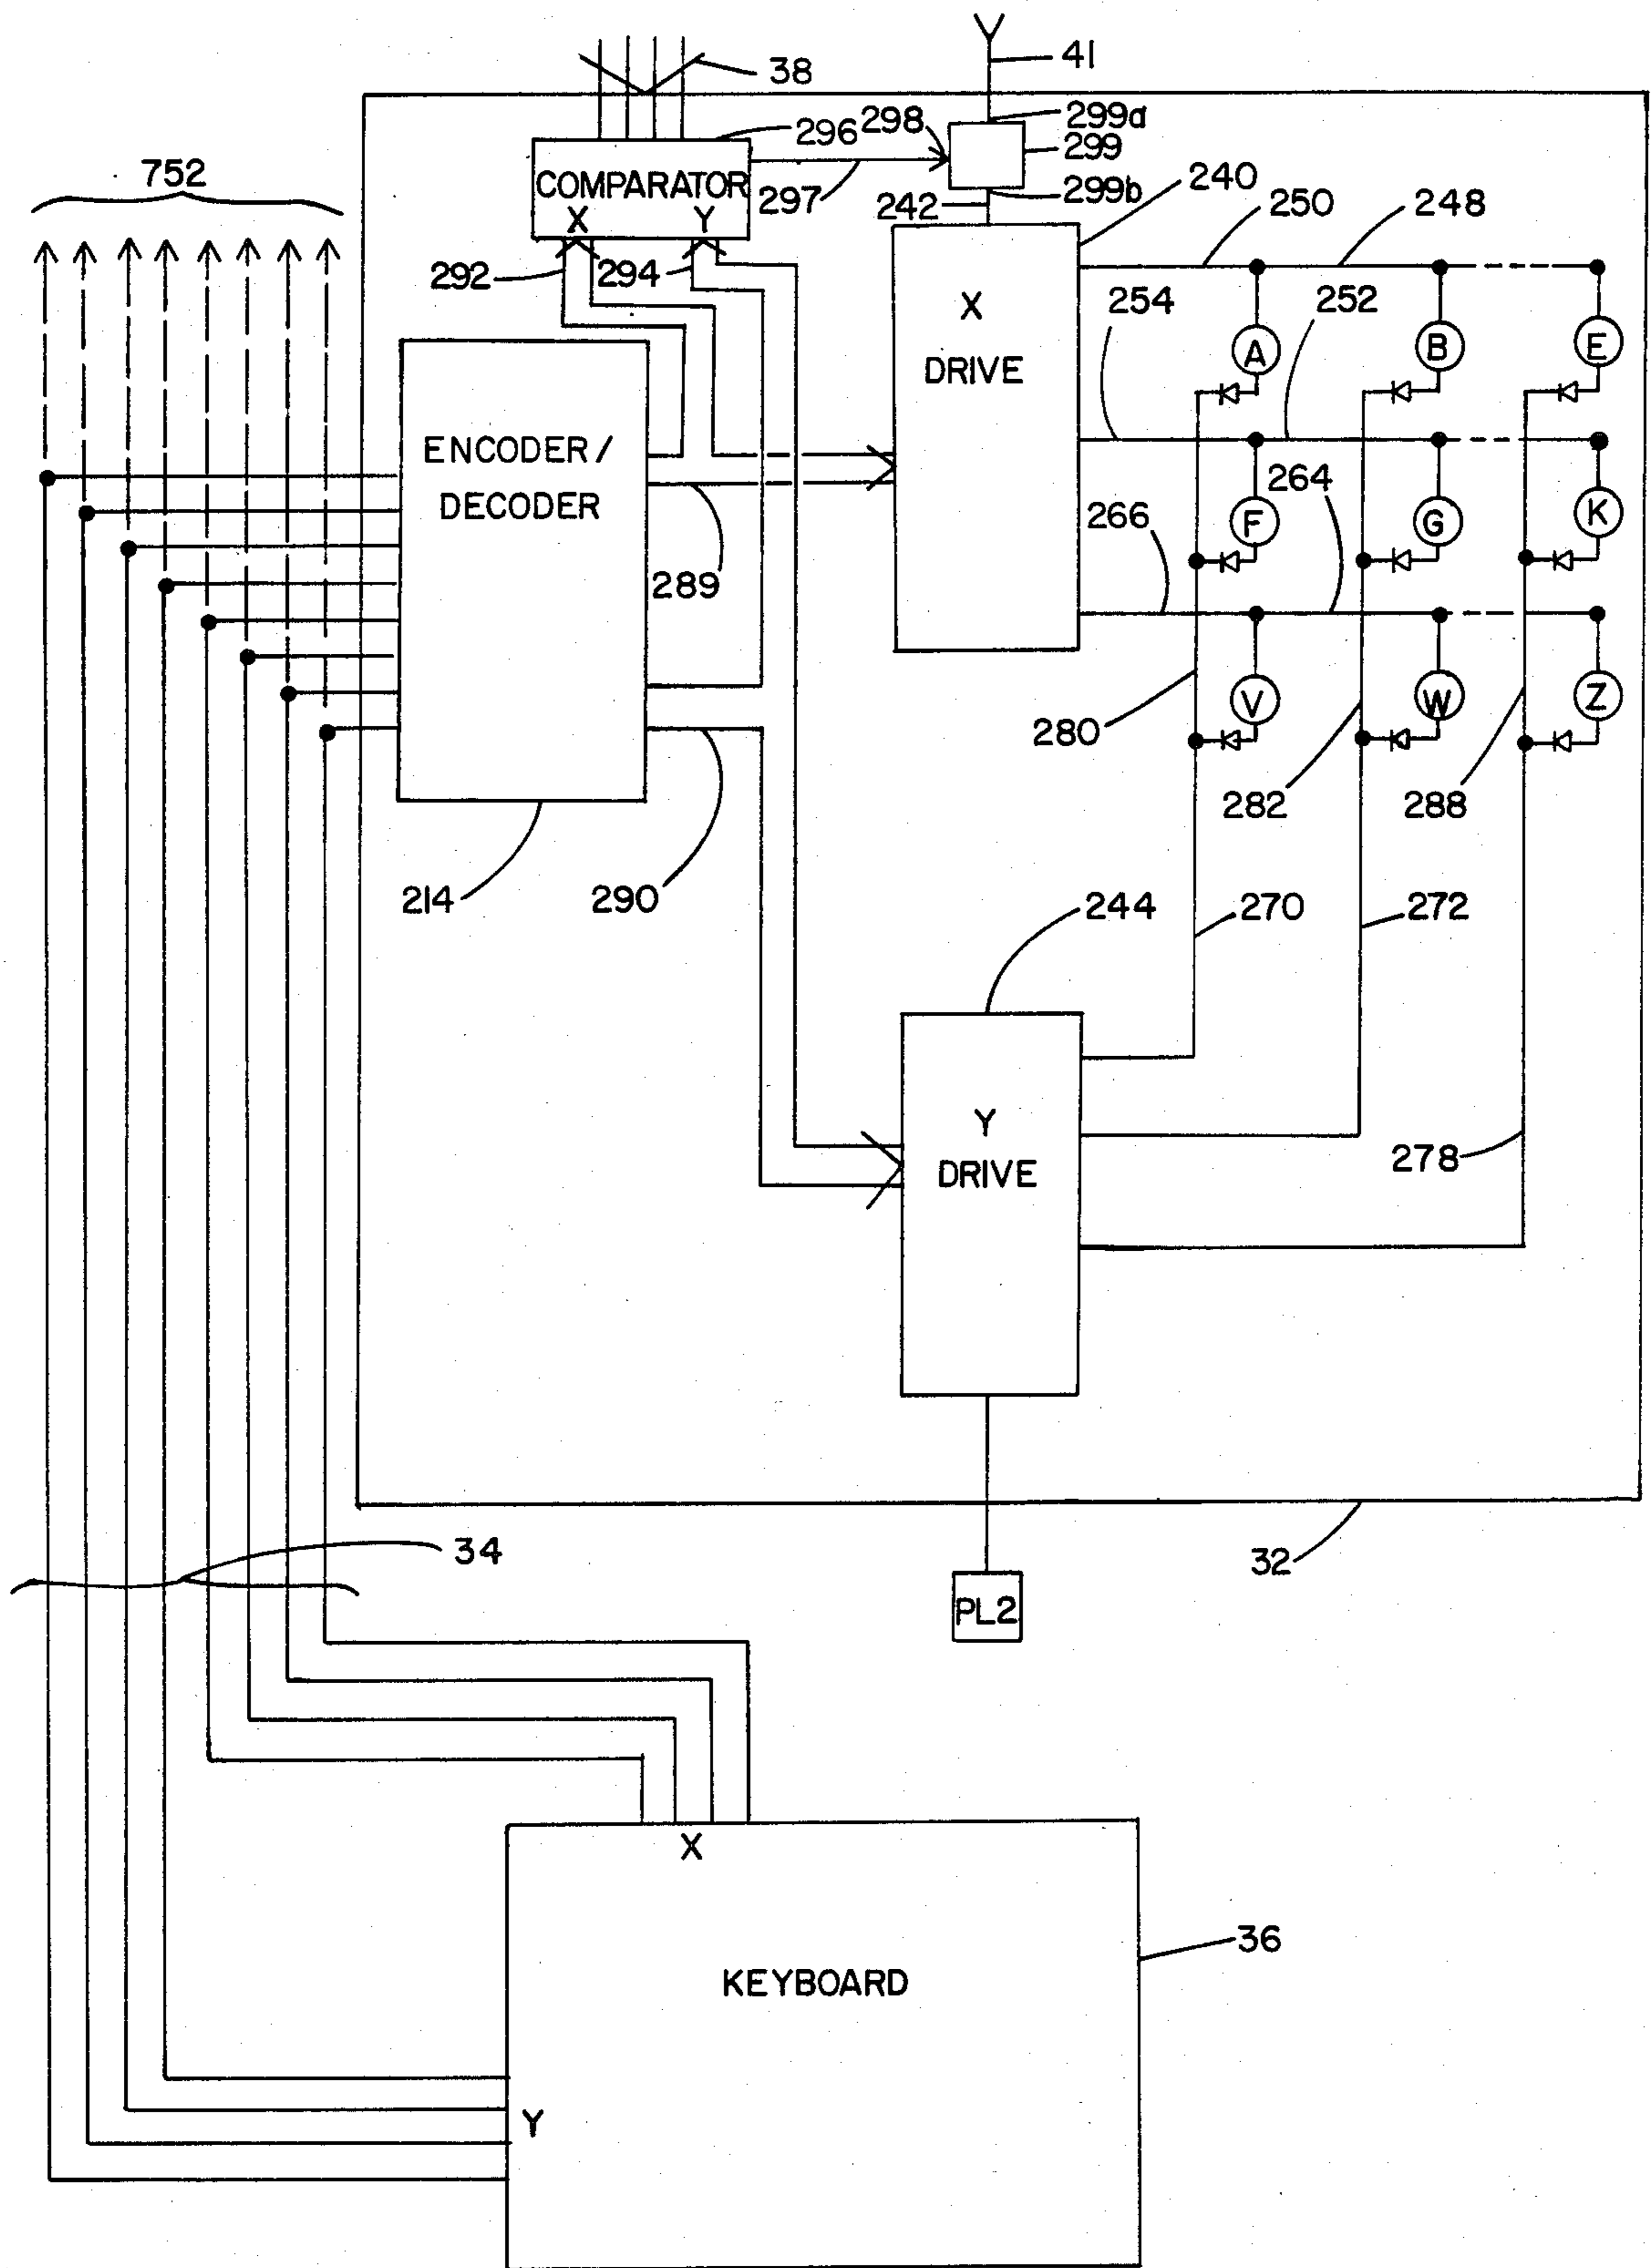 41
38
299a
296
298
299
752
COMPARATOR
297
299b
240
X
Y
242
250
248
292
294
X
DRIVE
254
252
A
B
E
ENCODER/
DECODER
264
266
F
G
K
289
V
W
Z
280
282
288
214
290
244
270
272
Y
DRIVE
278
34
32
PL2
X
36
KEYBOARD
Y